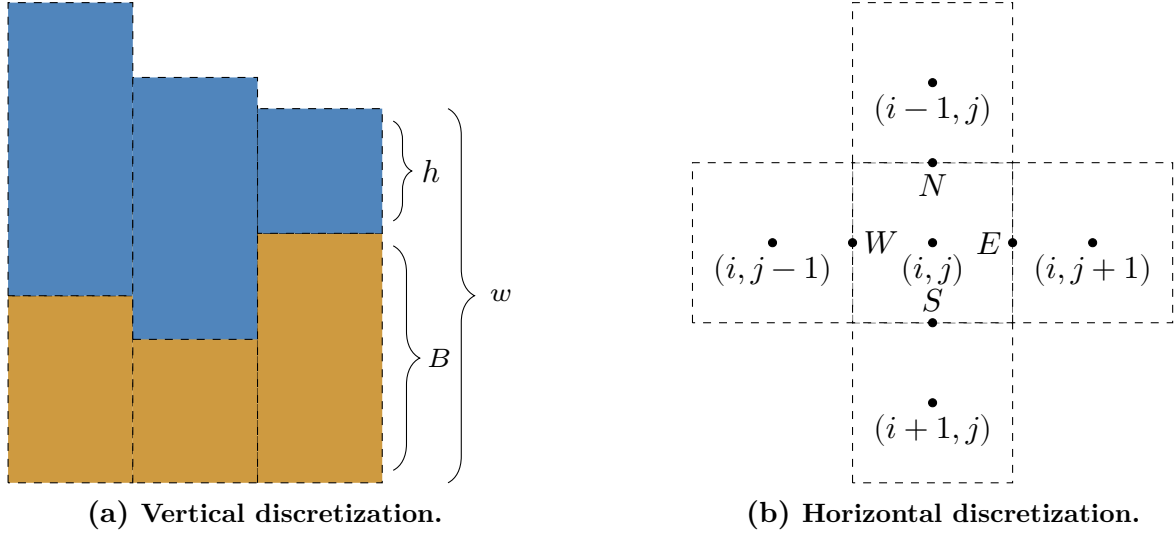 h
w
B
(a) Vertical discretization.
(i − 1, j)
N
(i, j − 1)
W
(i, j)
E
(i, j + 1)
S
(i + 1, j)
(b) Horizontal discretization.